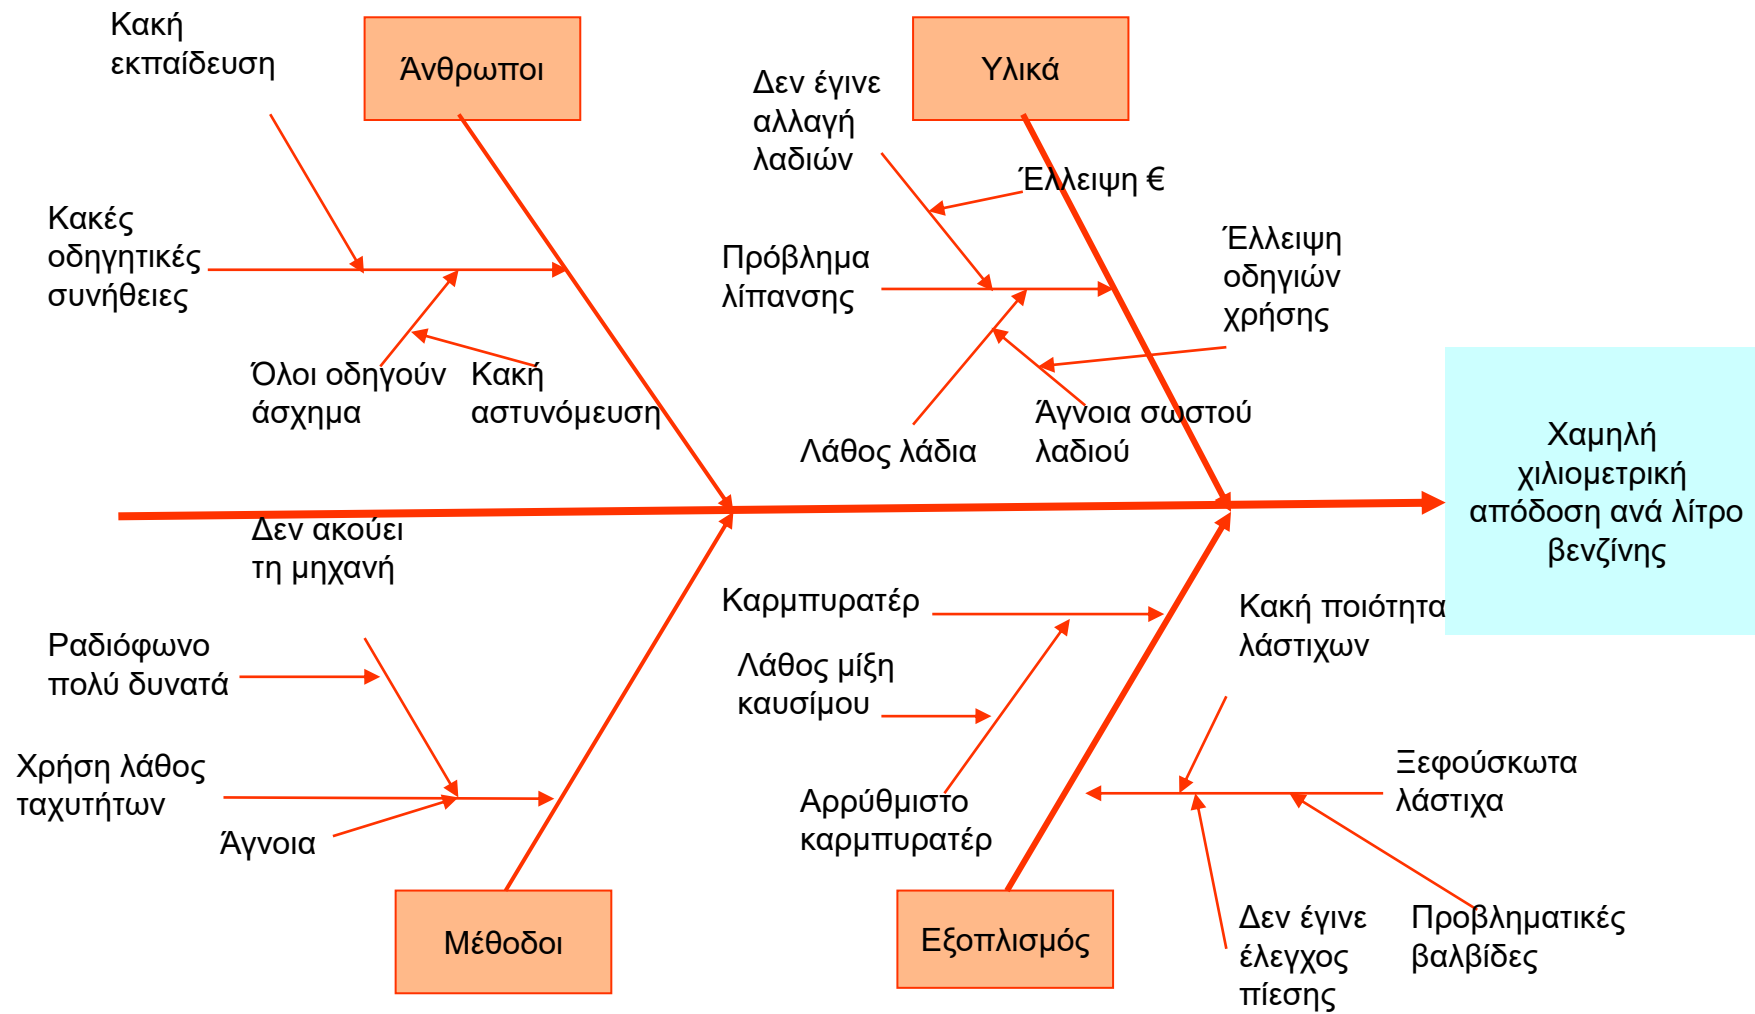 Κακή
εκπαίδευση
Άνθρωποι
Υλικά
Δεν έγινε
αλλαγή
λαδιών
Έλλειψη €
Κακές
οδηγητικές
συνήθειες
Πρόβλημα
λίπανσης
Έλλειψη
οδηγιών
χρήσης
Όλοι οδηγούν
άσχημα
Κακή
αστυνόμευση
Λάθος λάδια
Άγνοια σωστού
λαδιού
Χαμηλή
χιλιομετρική
απόδοση ανά λίτρο
βενζίνης
Δεν ακούει
τη μηχανή
Ραδιόφωνο
πολύ δυνατά
Χρήση λάθος
ταχυτήτων
Άγνοια
Μέθοδοι
Καρμπυρατέρ
Λάθος μίξη
καυσίμου
Αρρύθμιστο
καρμπυρατέρ
Εξοπλισμός
Κακή ποιότητα
λάστιχων
Ξεφούσκωτα
λάστιχα
Δεν έγινε
έλεγχος
πίεσης
Προβληματικές
βαλβίδες